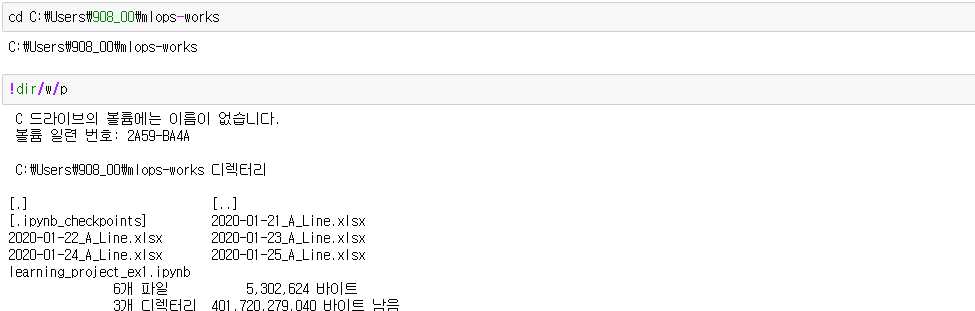 cd C:₩Users₩908_00₩mlops-works
C:₩Users₩908_00₩mlops-works
!dir/w/p
C 드라이브의 볼륨에는 이름이 없습니다.
볼륨 일련 번호: 2A59-BA4A
C:₩Users₩908_00₩mlops-works 디렉터리
[.] [..]
[.ipynb_checkpoints] 2020-01-21_A_Line.xlsx
2020-01-22_A_Line.xlsx 2020-01-23_A_Line.xlsx
2020-01-24_A_Line.xlsx 2020-01-25_A_Line.xlsx
learning_project_ex1.ipynb
6개 파일 5,302,624 바이트
3개 디렉터리 401,720,279,040 바이트 남음